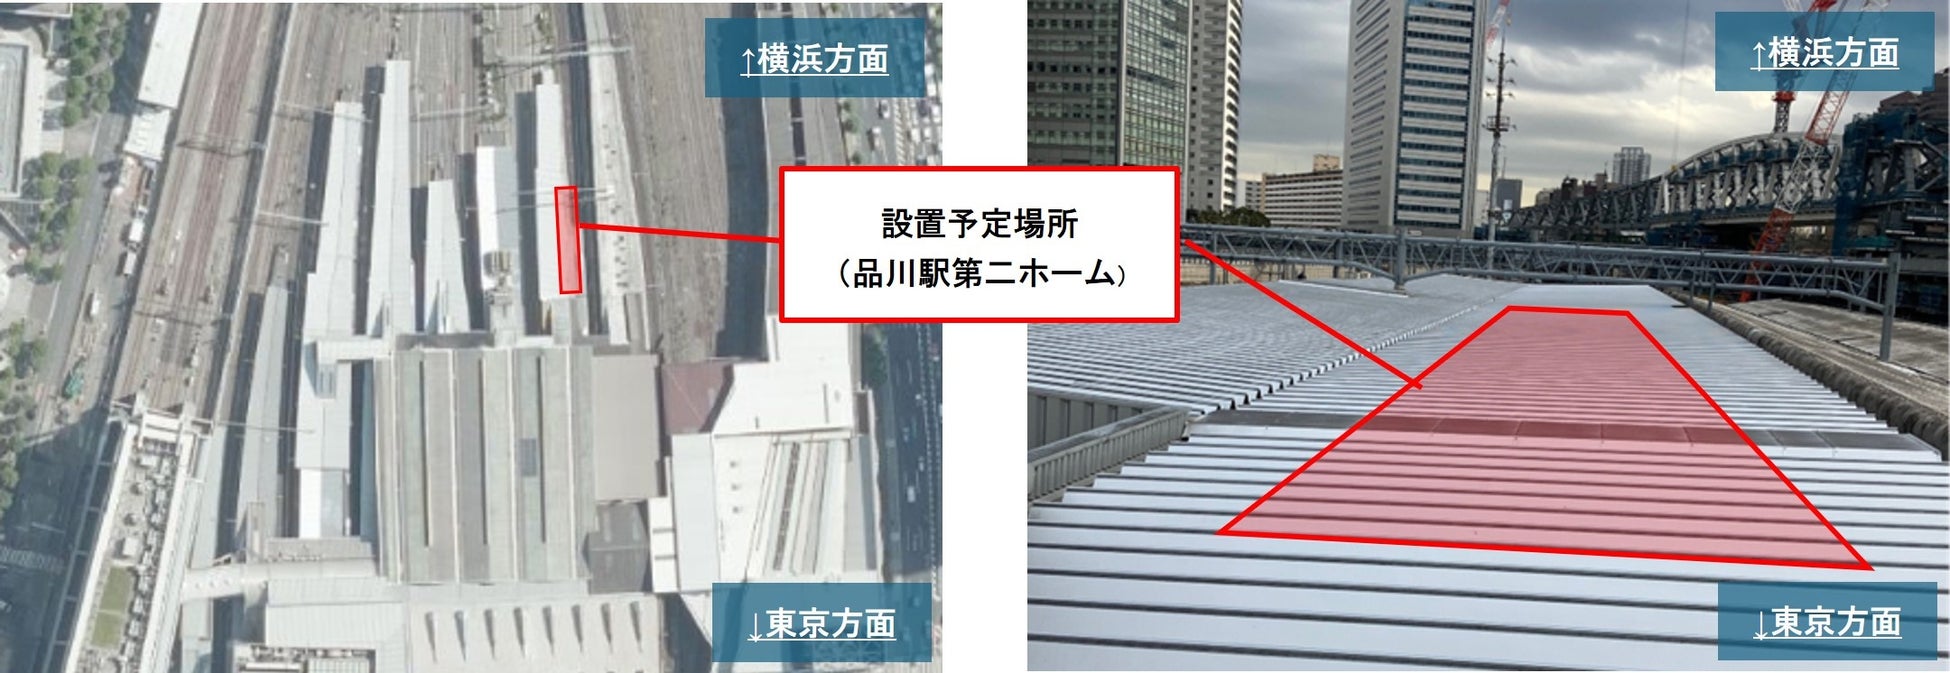 ↑横浜方面
↑横浜方面
設置予定場所
（品川駅第二ホーム）
↓東京方面
↓東京方面